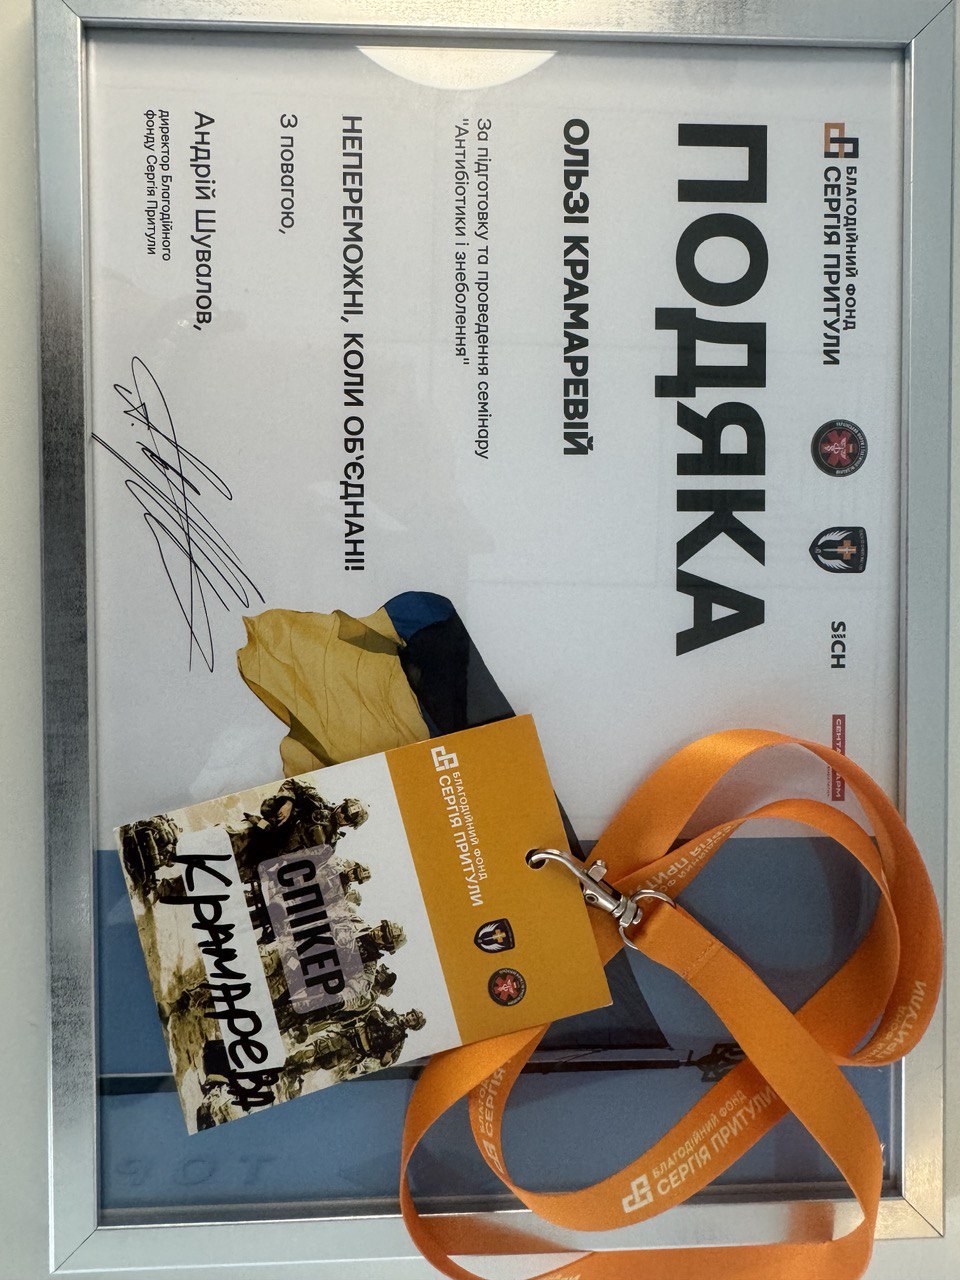 БЛАГОДІЙНИЙ ФОНД
СЕРГІЯ ПРИТУЛИ
SICH
ПОДЯКА
ОЛЬЗІ КРАМАРЕВІЙ
За підготовку та проведення семінару
"Антибіотики і знеболення"
НЕПЕРЕМОЖНІ, КОЛИ ОБ'ЄДНАНІ!
З повагою,
Андрій Шувалов,
директор Благодійного
фонду Сергія Притули
БЛАГОДІЙНИЙ ФОНД
СЕРГІЯ ПРИТУЛИ
СПІКЕР
Крамарева
БЛАГОДІЙНИЙ ФОНД
СЕРГІЯ ПРИТУЛИ
ПРИТУЛИ